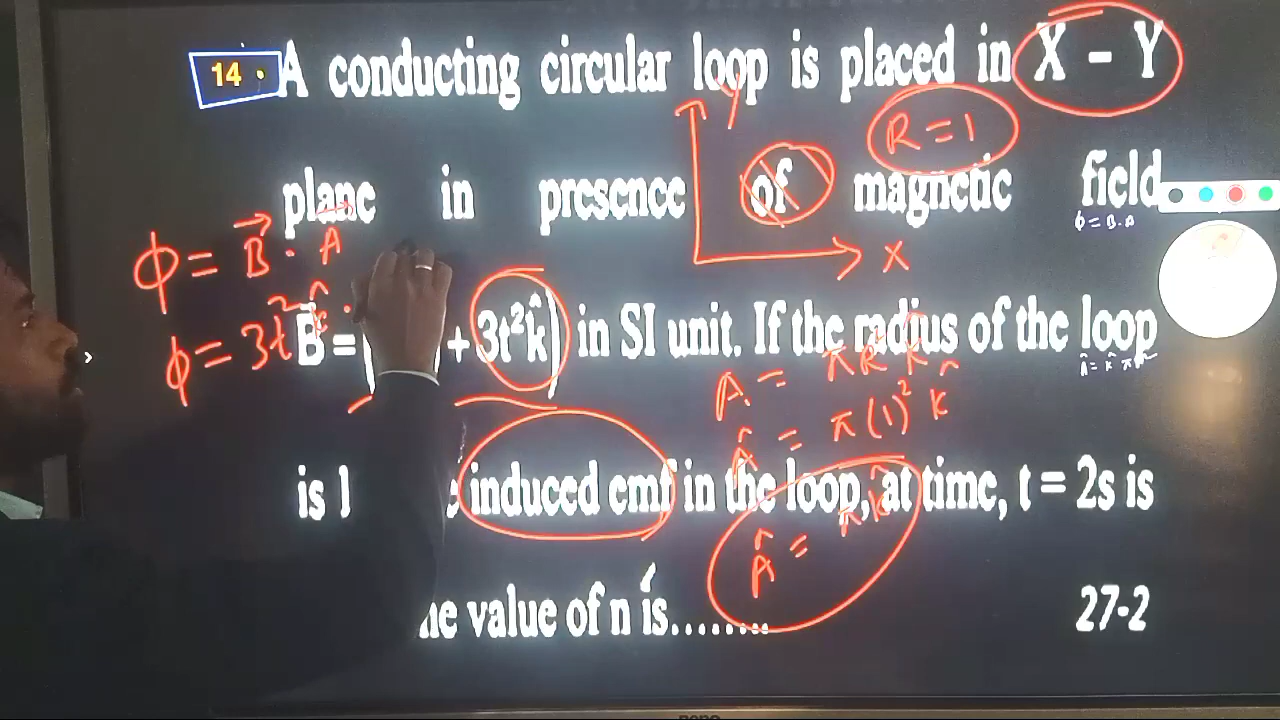 14. A conducting circular loop is placed in X - Y
R = 1
Y
plane in presence of magnetic field
φ = B · A
φ = B · A
X
φ = 3t² k̂ ·
B = + 3t² k̂ in SI unit. If the radius of the loop
A = πR² k̂
Â = π(1)² k̂
is 1 induced emf in the loop, at time, t = 2s is
Â = π k̂
value of n is........ 27-2